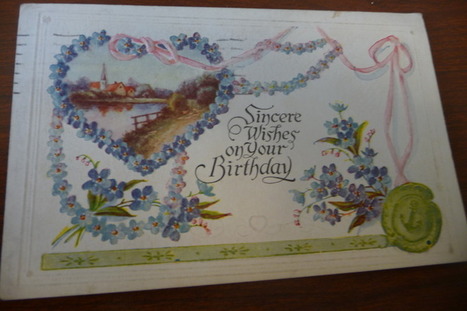 Sincere
Wishes
on Your
Birthday